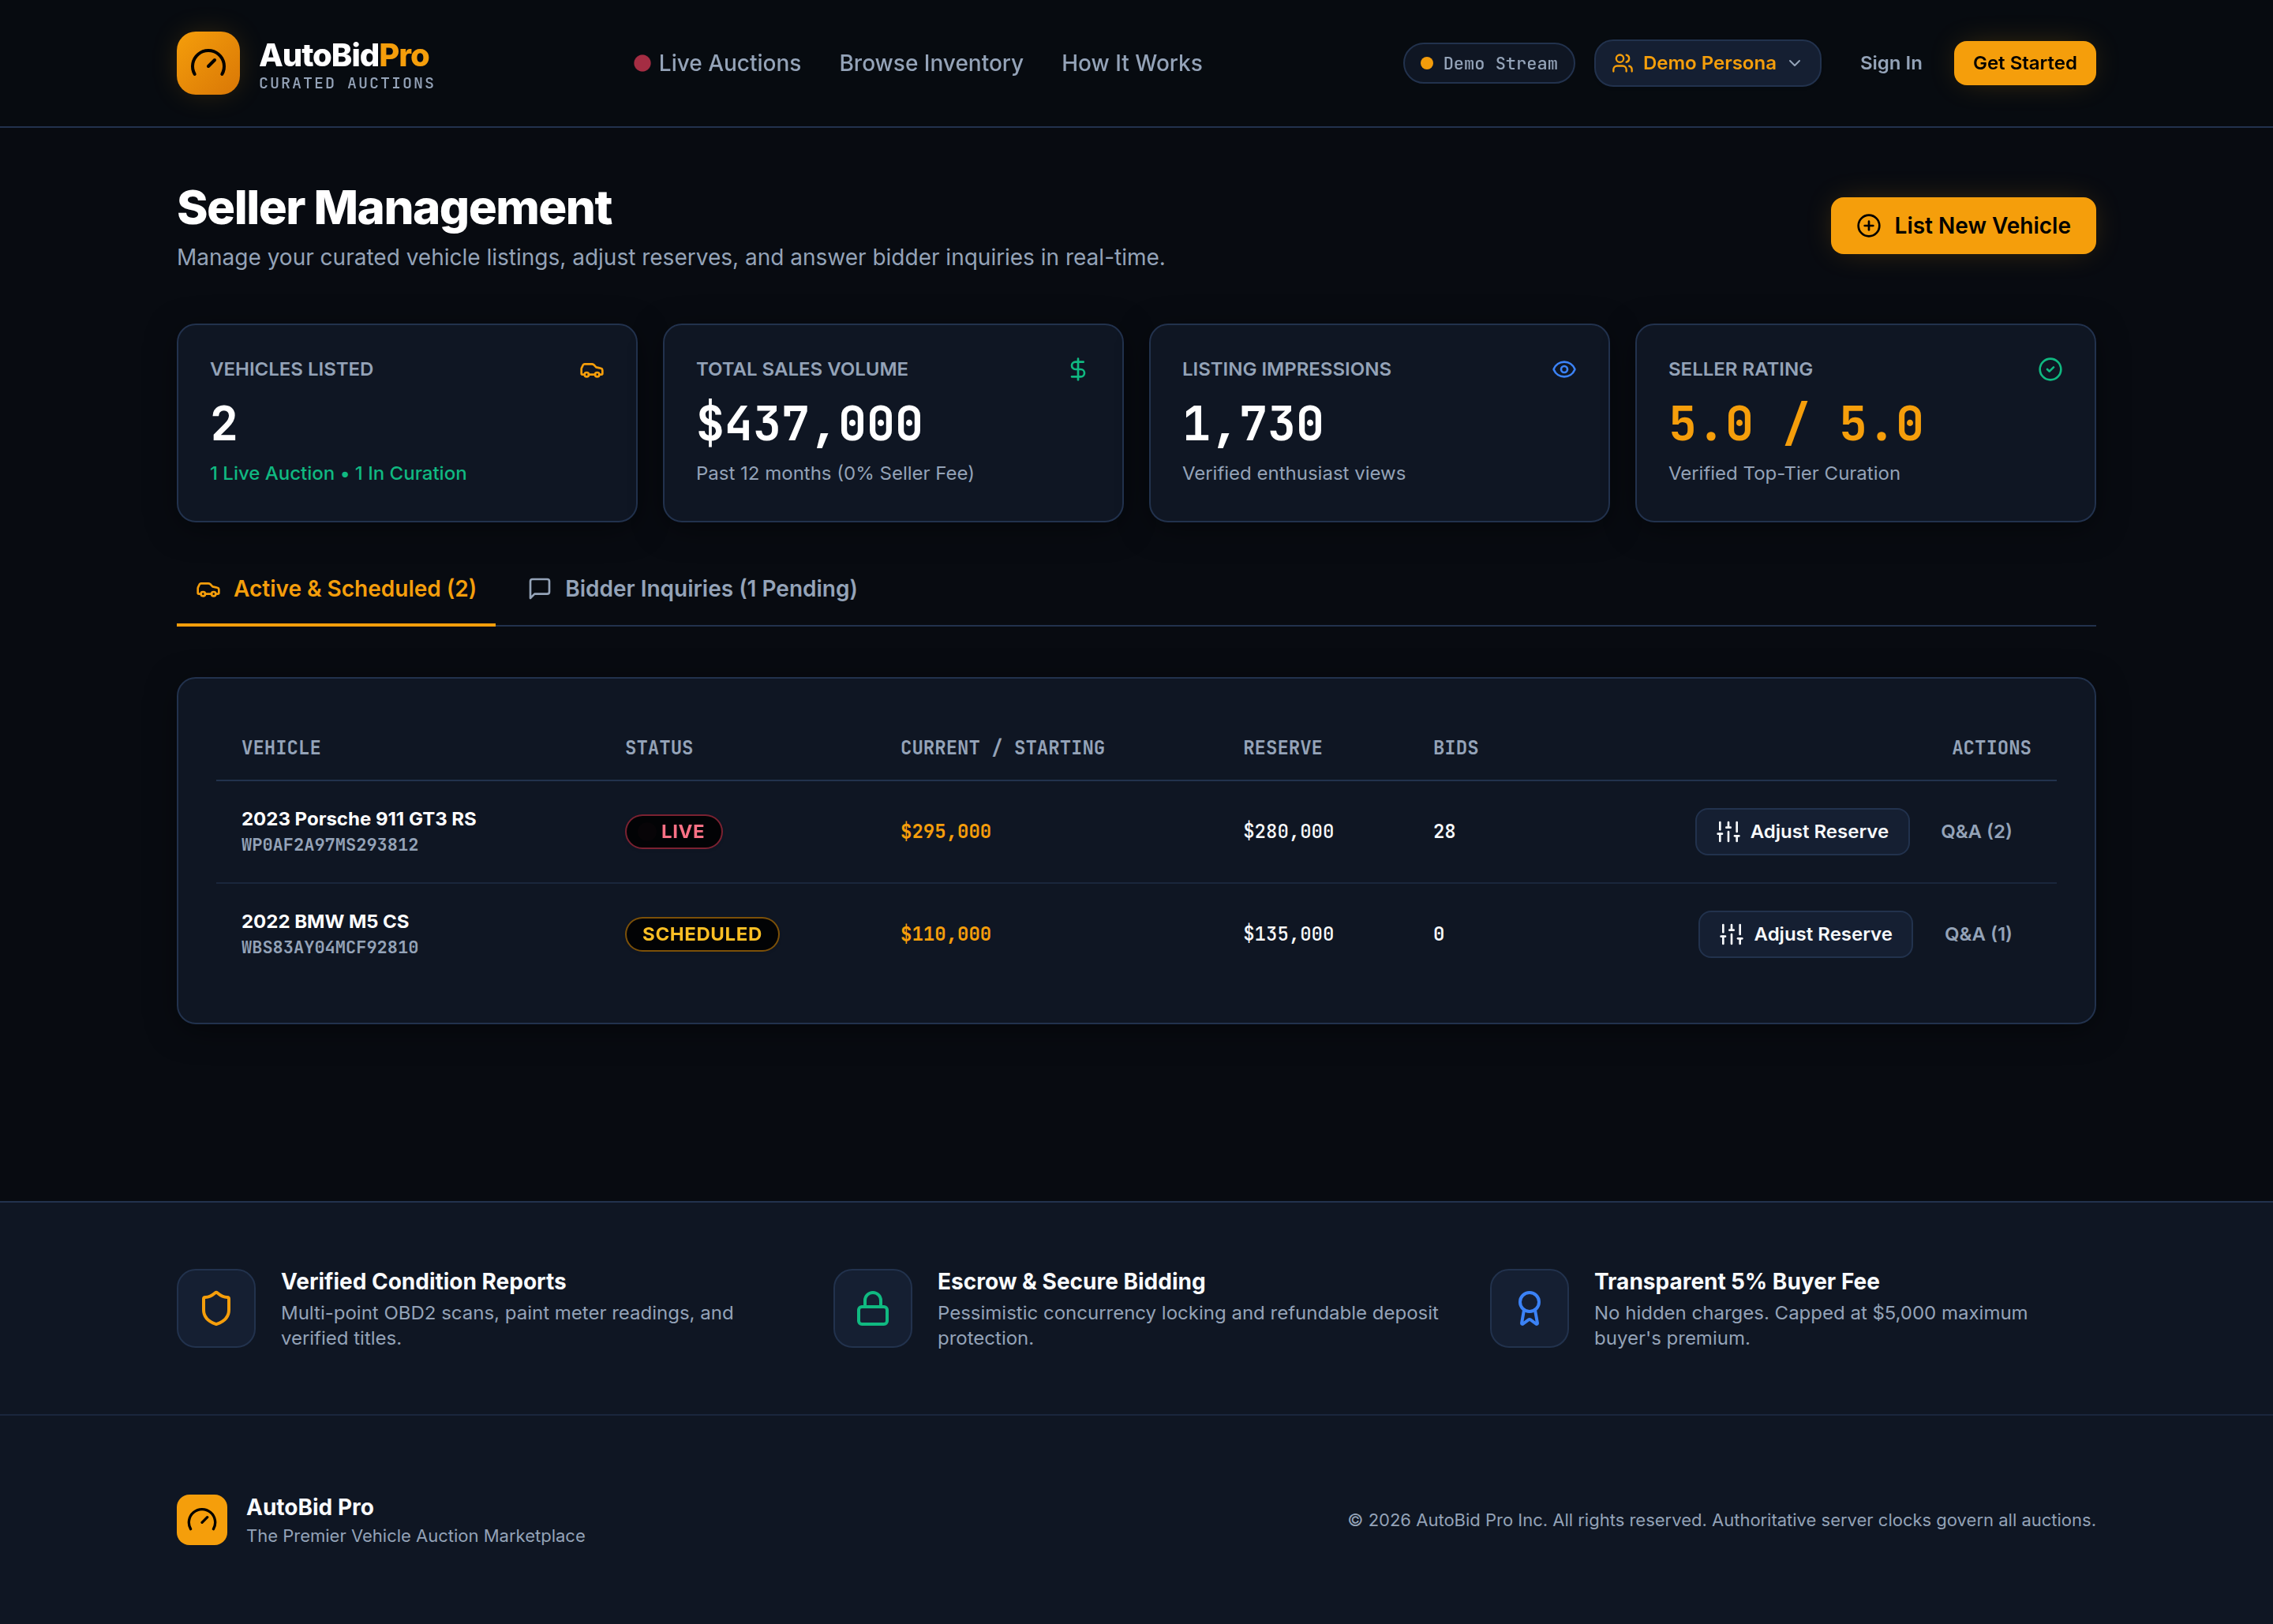 AutoBidPro
CURATED AUCTIONS
Live Auctions
Browse Inventory
How It Works
Demo Stream
Demo Persona
Sign In
Get Started
Seller Management
Manage your curated vehicle listings, adjust reserves, and answer bidder inquiries in real-time.
List New Vehicle
VEHICLES LISTED
2
1 Live Auction • 1 In Curation
TOTAL SALES VOLUME
$437,000
Past 12 months (0% Seller Fee)
LISTING IMPRESSIONS
1,730
Verified enthusiast views
SELLER RATING
5.0 / 5.0
Verified Top-Tier Curation
Active & Scheduled (2)
Bidder Inquiries (1 Pending)
VEHICLE STATUS CURRENT / STARTING RESERVE BIDS ACTIONS
2023 Porsche 911 GT3 RS
WP0AF2A97MS293812
LIVE
$295,000
$280,000
28
Adjust Reserve
Q&A (2)
2022 BMW M5 CS
WBS83AY04MCF92810
SCHEDULED
$110,000
$135,000
0
Adjust Reserve
Q&A (1)
Verified Condition Reports
Multi-point OBD2 scans, paint meter readings, and
verified titles.
Escrow & Secure Bidding
Pessimistic concurrency locking and refundable deposit
protection.
Transparent 5% Buyer Fee
No hidden charges. Capped at $5,000 maximum
buyer's premium.
AutoBid Pro
The Premier Vehicle Auction Marketplace
© 2026 AutoBid Pro Inc. All rights reserved. Authoritative server clocks govern all auctions.